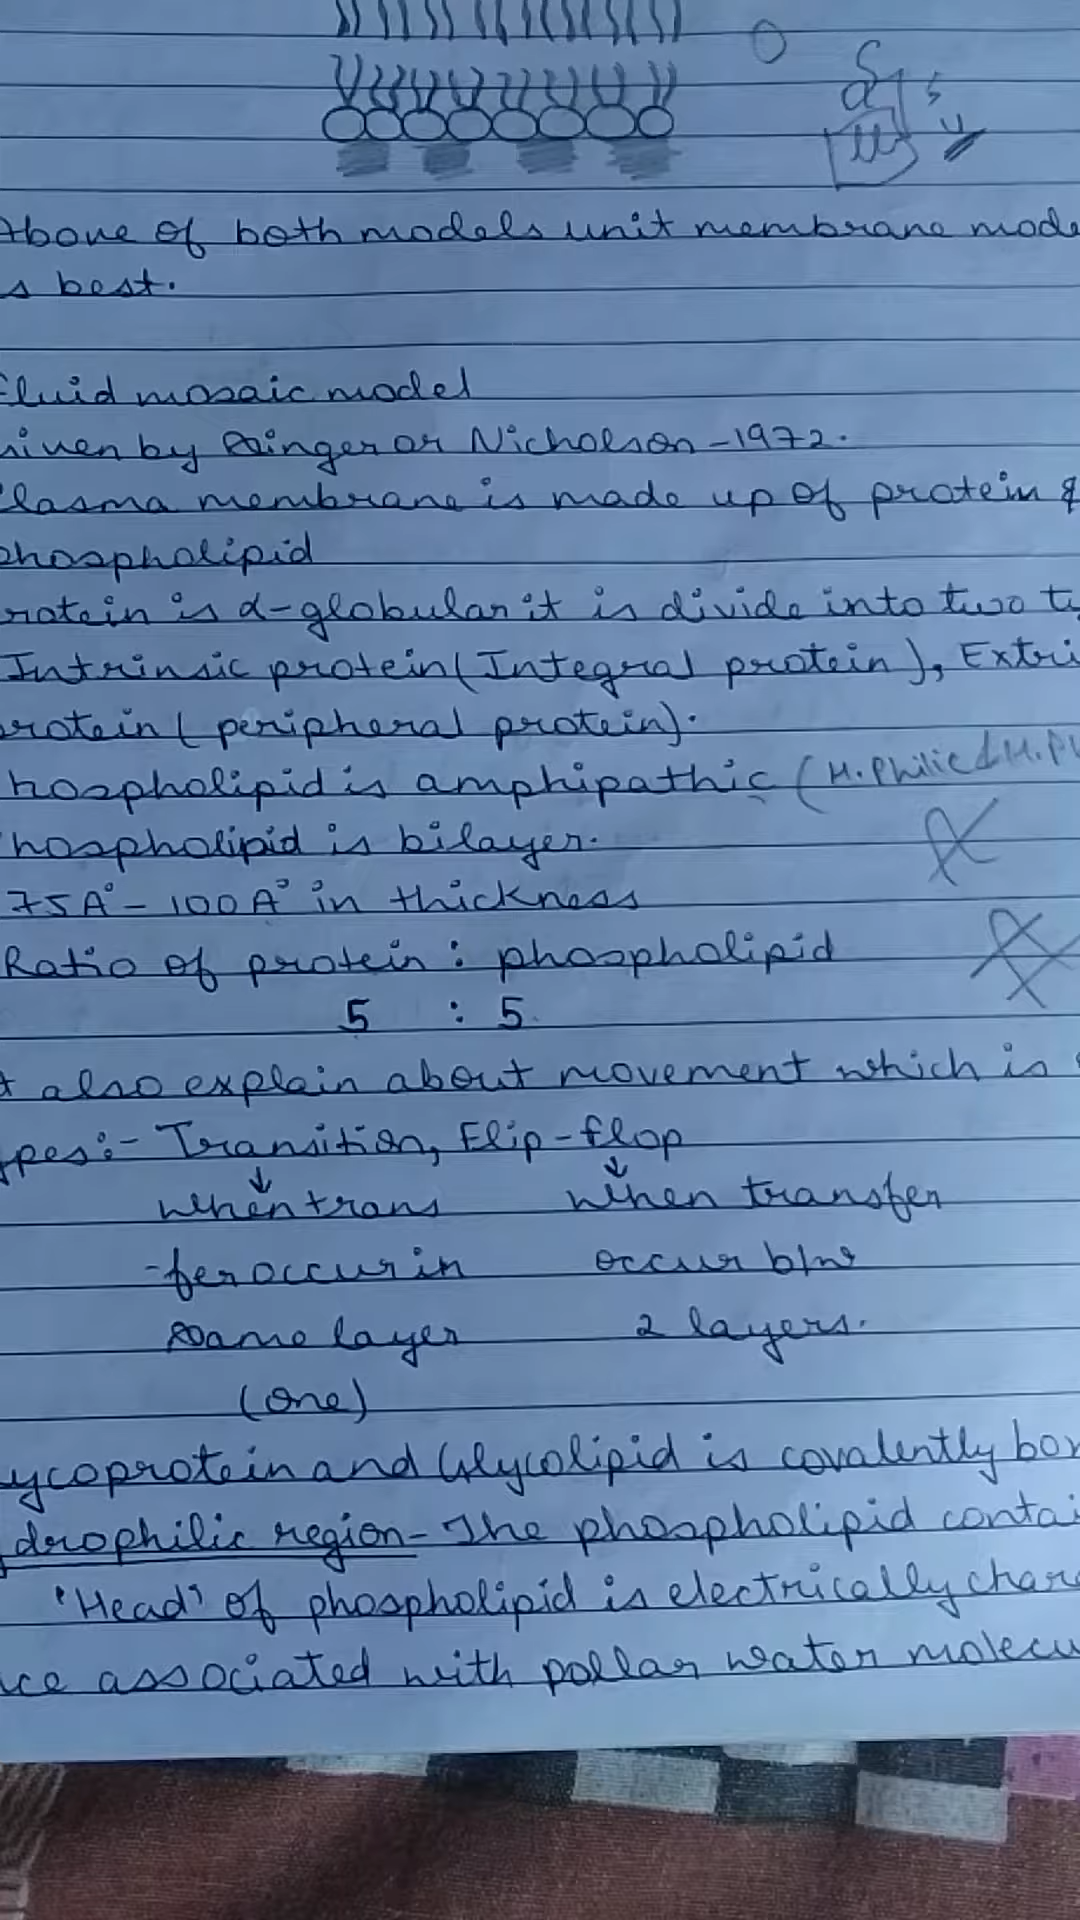 Above of both models unit membrane mode
s best.
fluid mosaic model
iven by Singer or Nicholson - 1972.
lasma membrane is made up of protein &
phospholipid
rotein is α-globular it is divide into two ty
Intrinsic protein (Integral protein), Extri
rotein (peripheral protein).
hospholipid is amphipathic (H.Philic & H.Ph
hospholipid is bilayer.
75A° - 100A° in thickness
Ratio of protein : phospholipid
5 : 5
t also explain about movement which is
ypes:- Transition, Flip-flop
↓ ↓
when trans when transfer
-fer occur in occur b/w
same layer 2 layers.
(one)
ycoprotein and Glycolipid is covalently bon
drophilic region - The phospholipid contai
'Head' of phospholipid is electrically char
ce associated with pollar water molecu